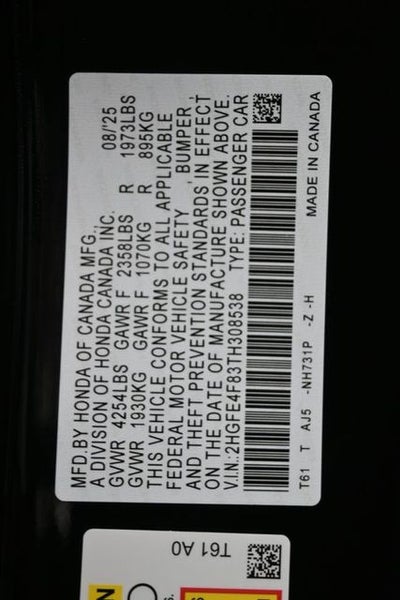 MFD.BY HONDA OF CANADA MFG.,
A DIVISION OF HONDA CANADA INC. 08/'25
GVWR 4254LBS GAWR F 2358LBS R 1973LBS
GVWR 1930KG GAWR F 1070KG R 895KG
THIS VEHICLE CONFORMS TO ALL APPLICABLE
FEDERAL MOTOR VEHICLE SAFETY , BUMPER ,
AND THEFT PREVENTION STANDARDS IN EFFECT
ON THE DATE OF MANUFACTURE SHOWN ABOVE.
V.I.N.:2HGFE4F83TH308538 TYPE: PASSENGER CAR
T61 T AJ5 -NH731P -Z -H MADE IN CANADA
T61 A0